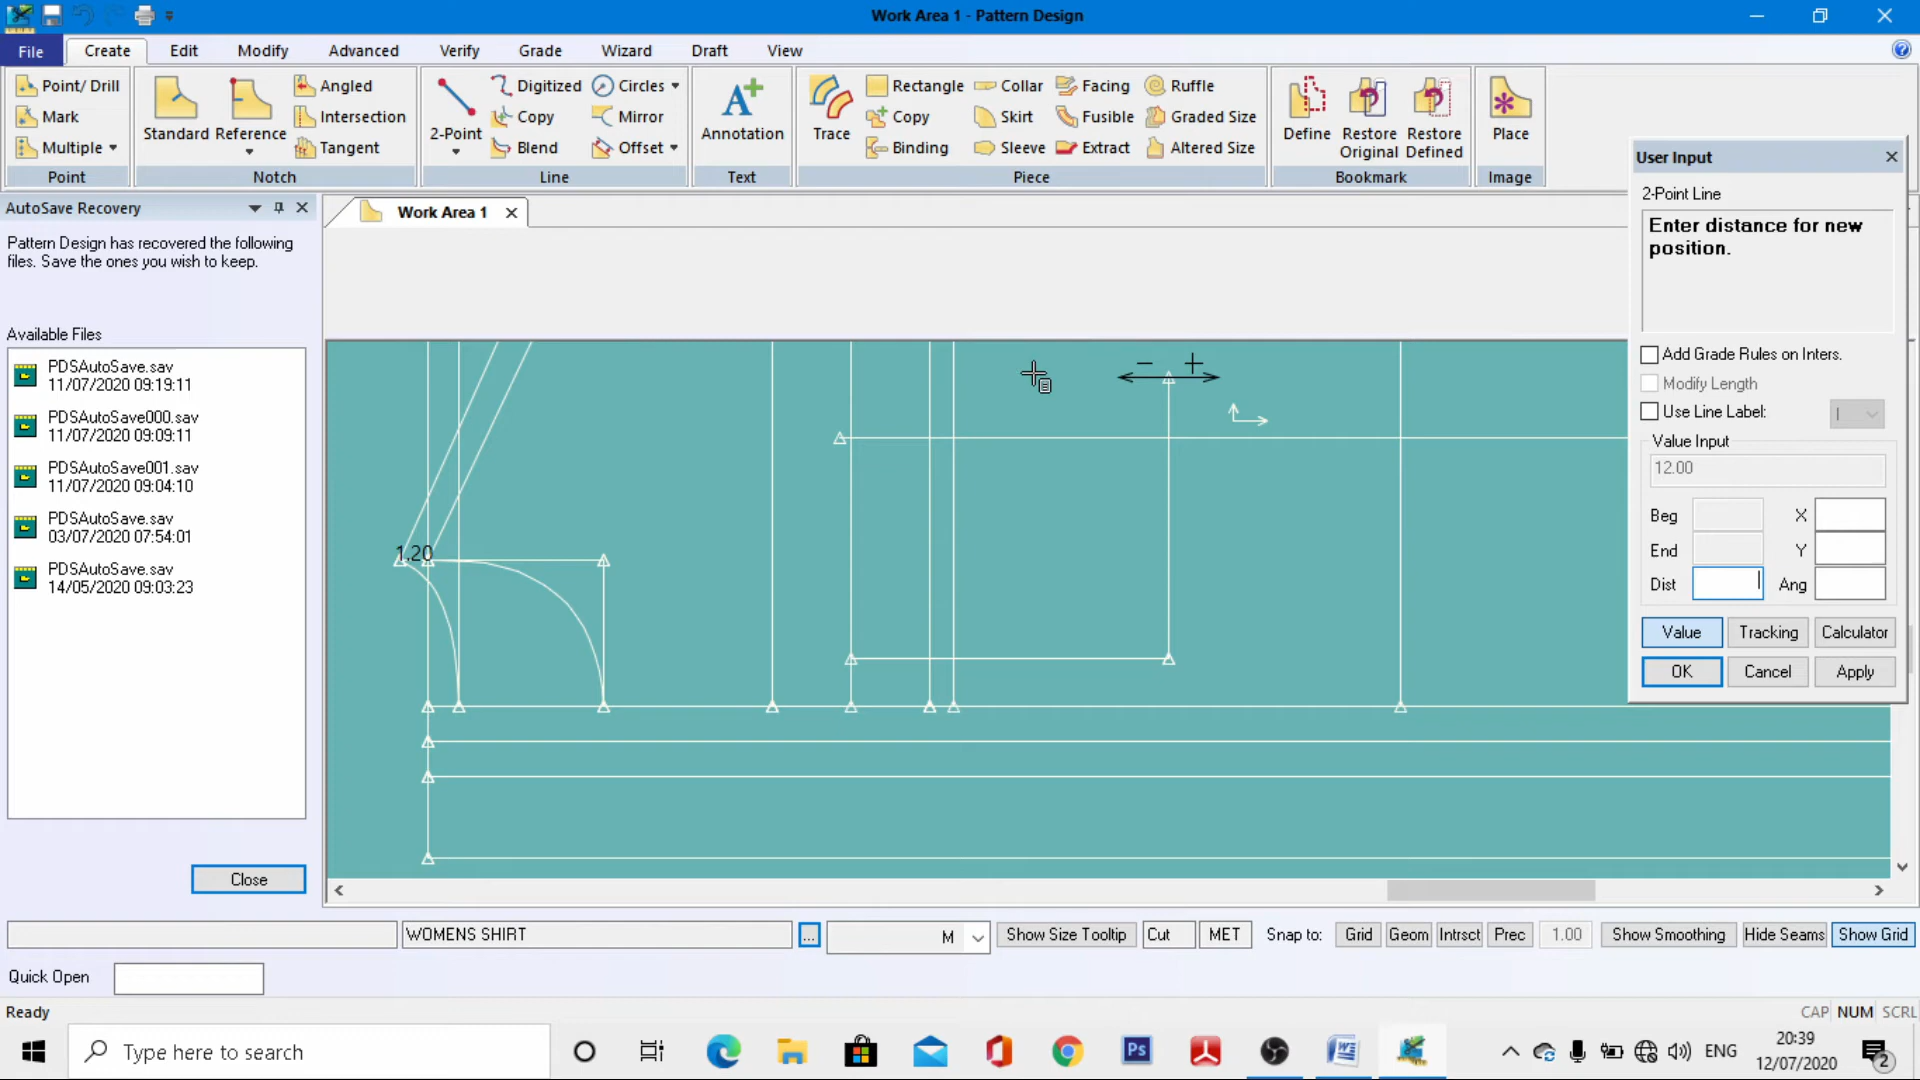 Work Area 1 - Pattern Design
File Create Edit Modify Advanced Verify Grade Wizard Draft View
Point/ Drill
Mark
Multiple
Point
Standard
Reference
Angled
Intersection
Tangent
Notch
2-Point
Digitized
Copy
Blend
Circles
Mirror
Offset
Line
Annotation
Text
Trace
Rectangle
Copy
Binding
Collar
Skirt
Sleeve
Facing
Fusible
Extract
Ruffle
Graded Size
Altered Size
Piece
Define
Restore
Original
Restore
Defined
Bookmark
Place
Image
AutoSave Recovery
Pattern Design has recovered the following
files. Save the ones you wish to keep.
Available Files
PDSAutoSave.sav
11/07/2020 09:19:11
PDSAutoSave000.sav
11/07/2020 09:09:11
PDSAutoSave001.sav
11/07/2020 09:04:10
PDSAutoSave.sav
03/07/2020 07:54:01
PDSAutoSave.sav
14/05/2020 09:03:23
Close
Work Area 1
1.20
− +
User Input
2-Point Line
Enter distance for new
position.
Add Grade Rules on Inters.
Modify Length
Use Line Label:
Value Input
12.00
Beg X
End Y
Dist Ang
Value Tracking Calculator
OK Cancel Apply
WOMENS SHIRT ... M Show Size Tooltip Cut MET Snap to: Grid Geom Intrsct Prec 1.00 Show Smoothing Hide Seams Show Grid
Quick Open
Ready CAP NUM SCRL
Type here to search
Ps
ENG
20:39
12/07/2020
2